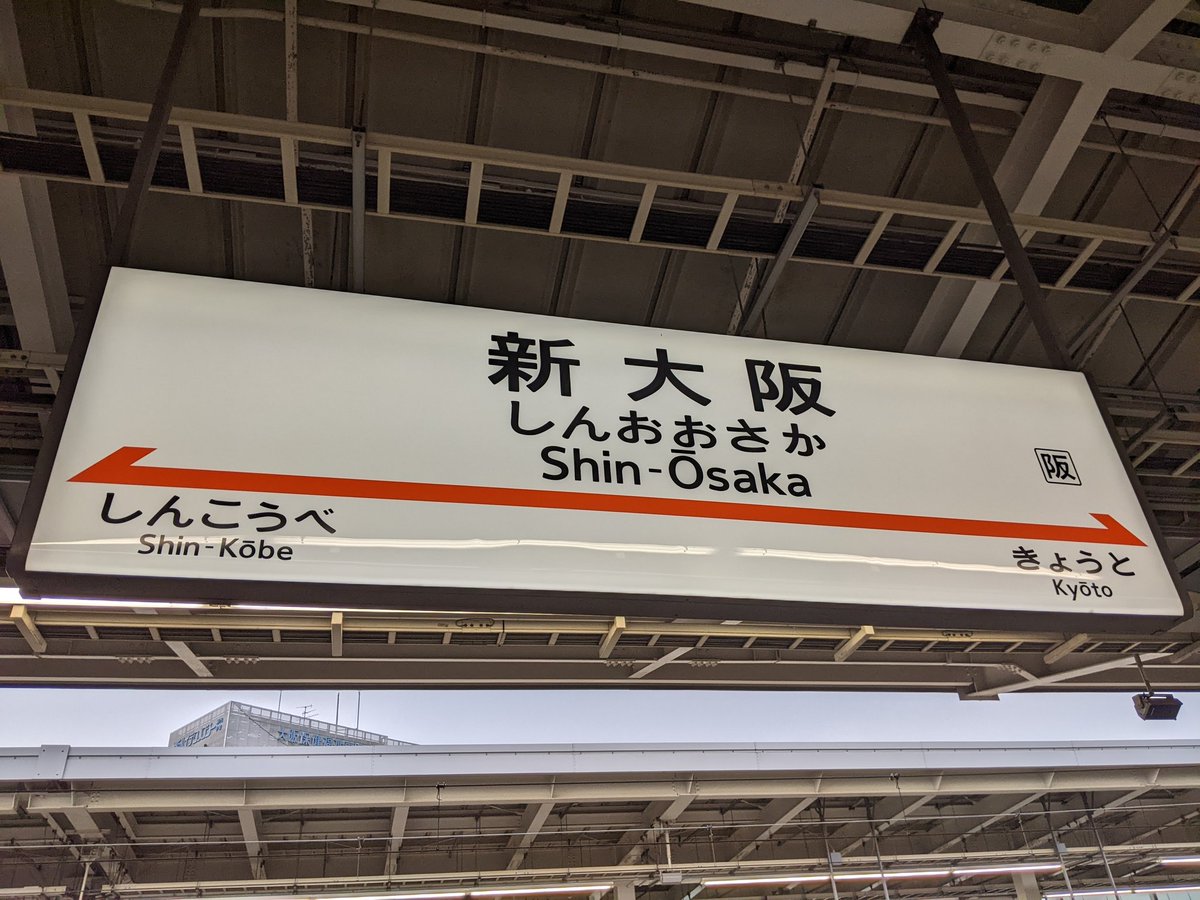 新大阪
しんおおさか
Shin-Ōsaka
阪
しんこうべ
Shin-Kōbe
きょうと
Kyōto